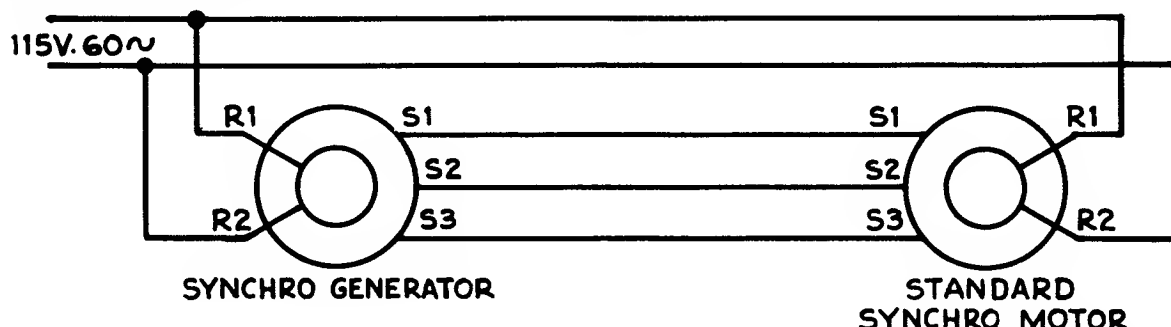 115V. 60~
R1
S1
S1
R1
S2
S2
R2
S3
S3
R2
SYNCHRO GENERATOR
STANDARD
SYNCHRO MOTOR